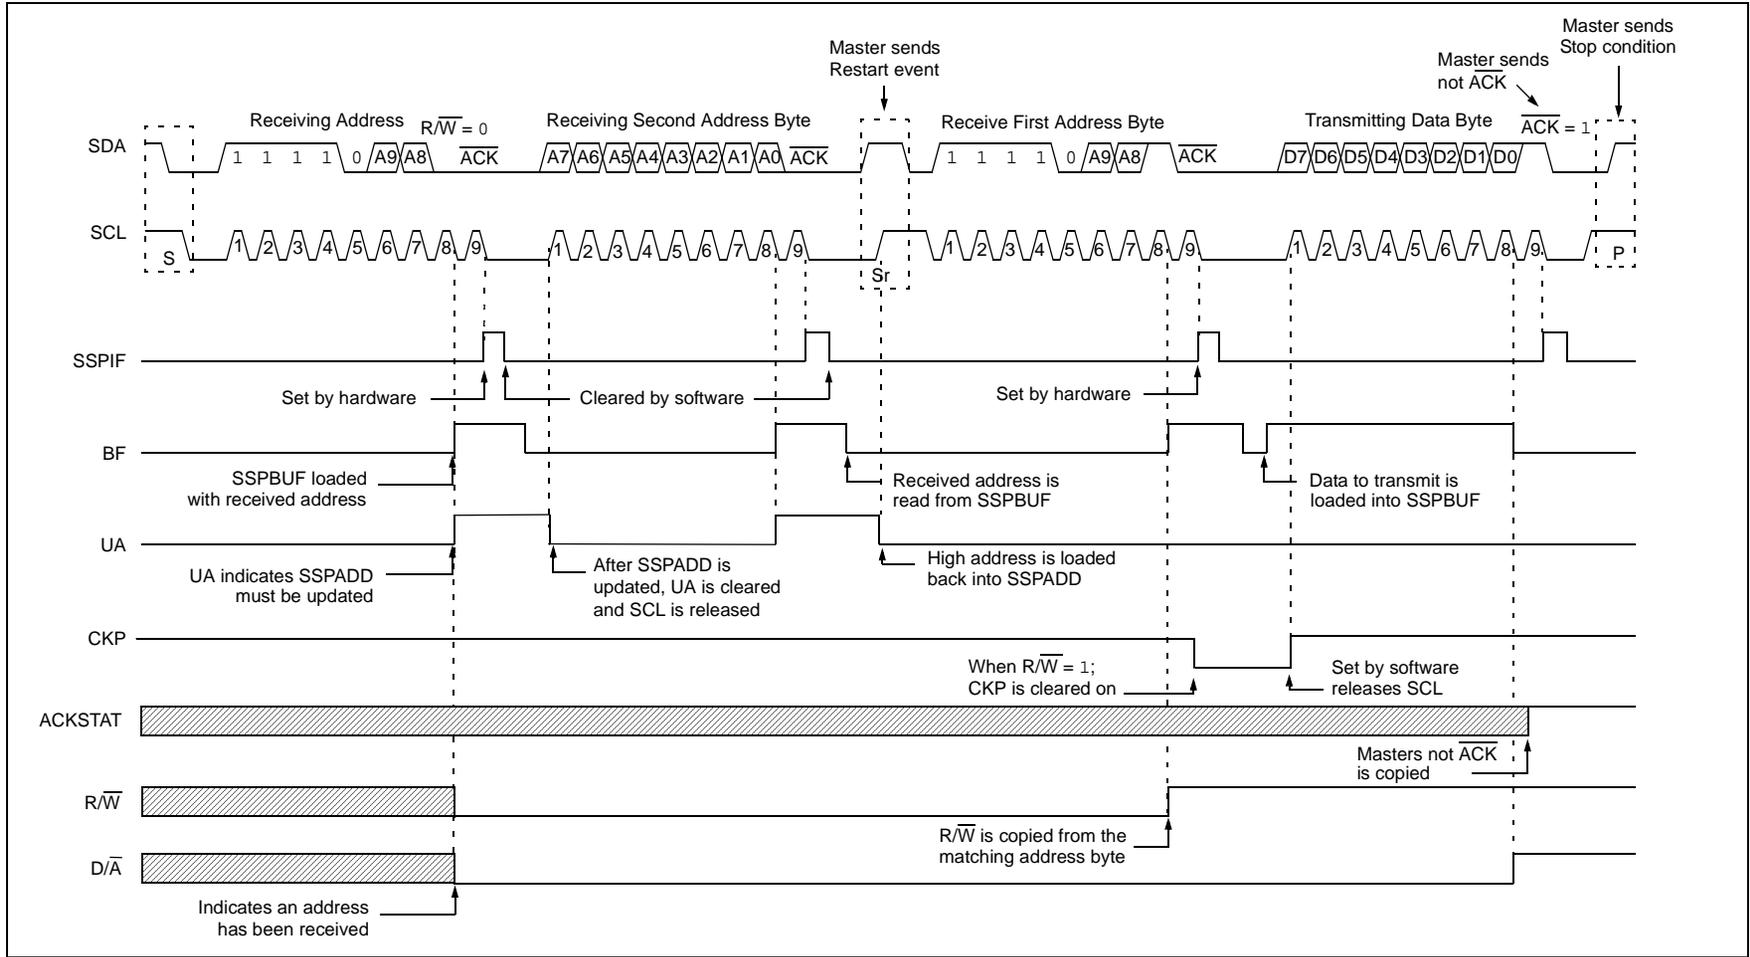 Master sends
Stop condition
Master sends
Restart event
Master sends
not A̅C̅K̅
Receiving Address
R/W̅ = 0
Receiving Second Address Byte
Receive First Address Byte
Transmitting Data Byte
A̅C̅K̅ = 1
SDA
1 1 1 1 0 A9 A8 A̅C̅K̅
A7 A6 A5 A4 A3 A2 A1 A0 A̅C̅K̅
1 1 1 1 0 A9 A8 A̅C̅K̅
D7 D6 D5 D4 D3 D2 D1 D0
SCL
S
1 2 3 4 5 6 7 8 9
1 2 3 4 5 6 7 8 9
Sr
1 2 3 4 5 6 7 8 9
1 2 3 4 5 6 7 8 9
P
SSPIF
Set by hardware
Cleared by software
Set by hardware
BF
SSPBUF loaded
with received address
Received address is
read from SSPBUF
Data to transmit is
loaded into SSPBUF
UA
UA indicates SSPADD
must be updated
After SSPADD is
updated, UA is cleared
and SCL is released
High address is loaded
back into SSPADD
CKP
When R/W̅ = 1;
CKP is cleared on
Set by software
releases SCL
ACKSTAT
Masters not A̅C̅K̅
is copied
R/W̅
R/W̅ is copied from the
matching address byte
D/A̅
Indicates an address
has been received